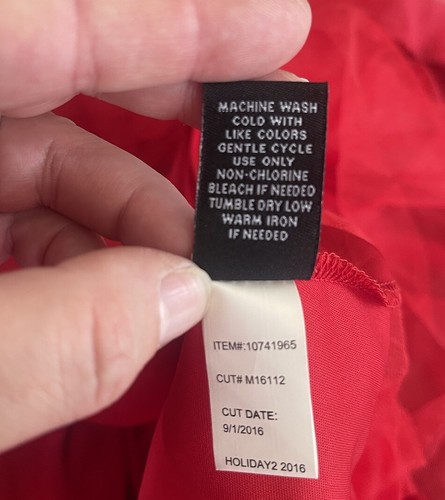 MACHINE WASH
COLD WITH
LIKE COLORS
GENTLE CYCLE
USE ONLY
NON-CHLORINE
BLEACH IF NEEDED
TUMBLE DRY LOW
WARM IRON
IF NEEDED
ITEM#:10741965
CUT# M16112
CUT DATE:
9/1/2016
HOLIDAY2 2016